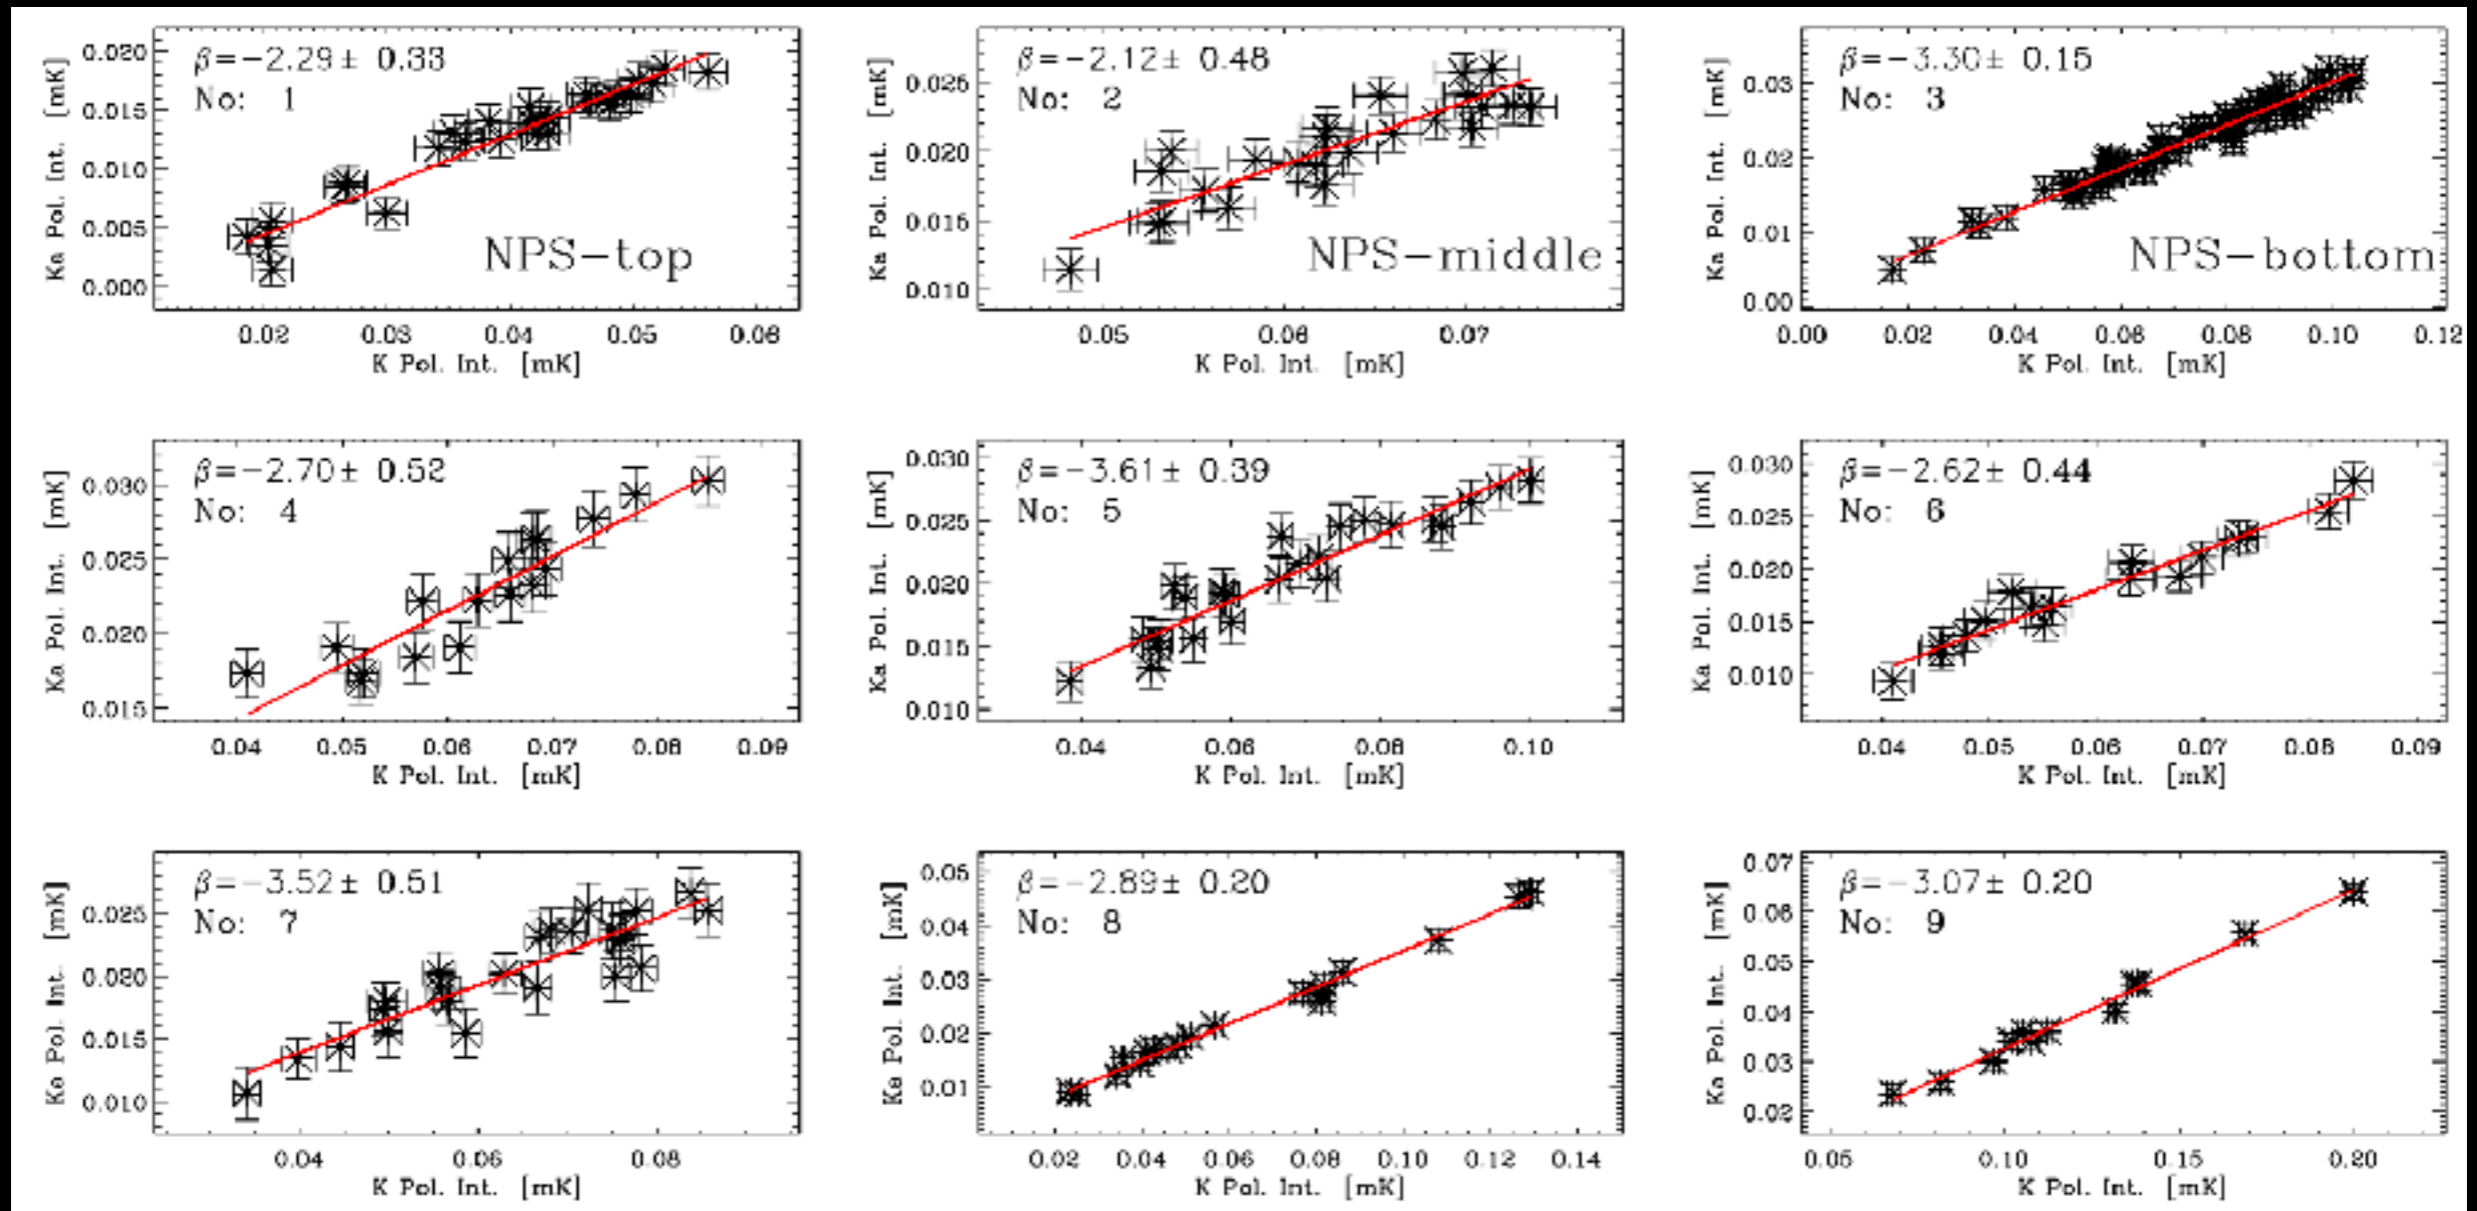 β=−2.29± 0.33
No: 1
NPS−top
0.020
0.015
0.010
0.005
0.000
Ka Pol. Int. [mK]
0.02 0.03 0.04 0.05 0.06
K Pol. Int. [mK]
β=−2.12± 0.48
No: 2
NPS−middle
0.025
0.020
0.015
0.010
Ka Pol. Int. [mK]
0.05 0.06 0.07
K Pol. Int. [mK]
β=−3.30± 0.15
No: 3
NPS−bottom
0.03
0.02
0.01
0.00
Ka Pol. Int. [mK]
0.00 0.02 0.04 0.06 0.08 0.10 0.12
K Pol. Int. [mK]
β=−2.70± 0.52
No: 4
0.030
0.025
0.020
0.015
Ka Pol. Int. [mK]
0.04 0.05 0.06 0.07 0.08 0.09
K Pol. Int. [mK]
β=−3.61± 0.39
No: 5
0.030
0.025
0.020
0.015
0.010
Ka Pol. Int. [mK]
0.04 0.06 0.08 0.10
K Pol. Int. [mK]
β=−2.62± 0.44
No: 6
0.030
0.025
0.020
0.015
0.010
Ka Pol. Int. [mK]
0.04 0.05 0.06 0.07 0.08 0.09
K Pol. Int. [mK]
β=−3.52± 0.51
No: 7
0.025
0.020
0.015
0.010
Ka Pol. Int. [mK]
0.04 0.06 0.08
K Pol. Int. [mK]
β=−2.89± 0.20
No: 8
0.05
0.04
0.03
0.02
0.01
Ka Pol. Int. [mK]
0.02 0.04 0.06 0.08 0.10 0.12 0.14
K Pol. Int. [mK]
β=−3.07± 0.20
No: 9
0.07
0.06
0.05
0.04
0.03
0.02
Ka Pol. Int. [mK]
0.05 0.10 0.15 0.20
K Pol. Int. [mK]